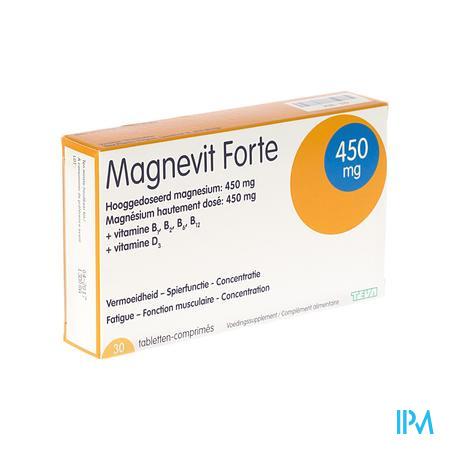 Magnevit Forte
450
mg
Hooggedoseerd magnesium: 450 mg
Magnésium hautement dosé: 450 mg
+ vitamine B1, B2, B6, B12
+ vitamine D3
Vermoeidheid – Spierfunctie - Concentratie
Fatigue – Fonction musculaire - Concentration
Voedingssupplement / Complément alimentaire
TEVA
30 tabletten-comprimés
IPM